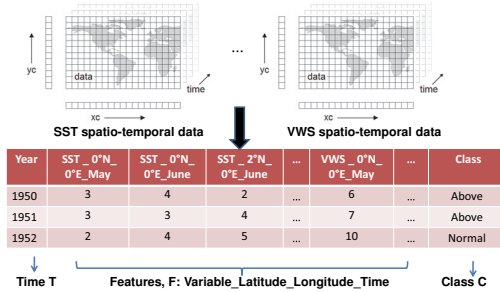 yc
data
time
xc
...
yc
data
time
xc
SST spatio-temporal data
VWS spatio-temporal data
Year SST _ 0°N_ 0°E_May SST _ 0°N_ 0°E_June SST _ 2°N_ 0°E_June ... VWS _ 0°N_ 0°E_May ... Class
1950 3 4 2 ... 6 ... Above
1951 3 3 4 ... 7 ... Above
1952 2 4 5 ... 10 ... Normal
Time T
Features, F: Variable_Latitude_Longitude_Time
Class C